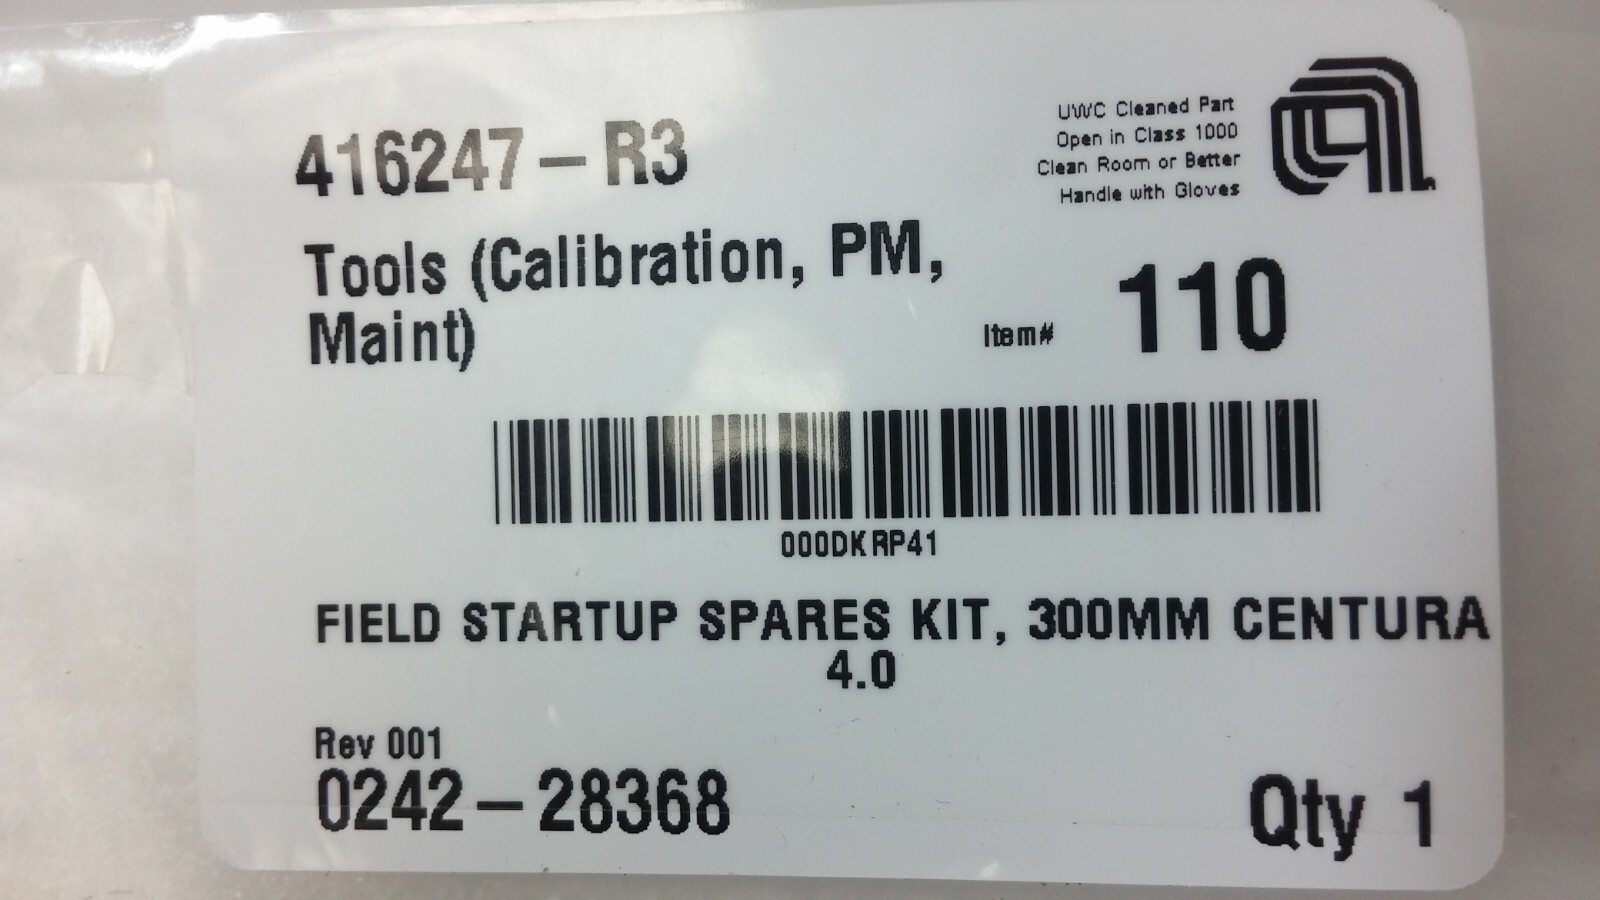 416247-R3
UWC Cleaned Part
Open in Class 1000
Clean Room or Better
Handle with Gloves
Tools (Calibration, PM,
Maint)
Item# 110
000DKRP41
FIELD STARTUP SPARES KIT, 300MM CENTURA
4.0
Rev 001
0242-28368
Qty 1